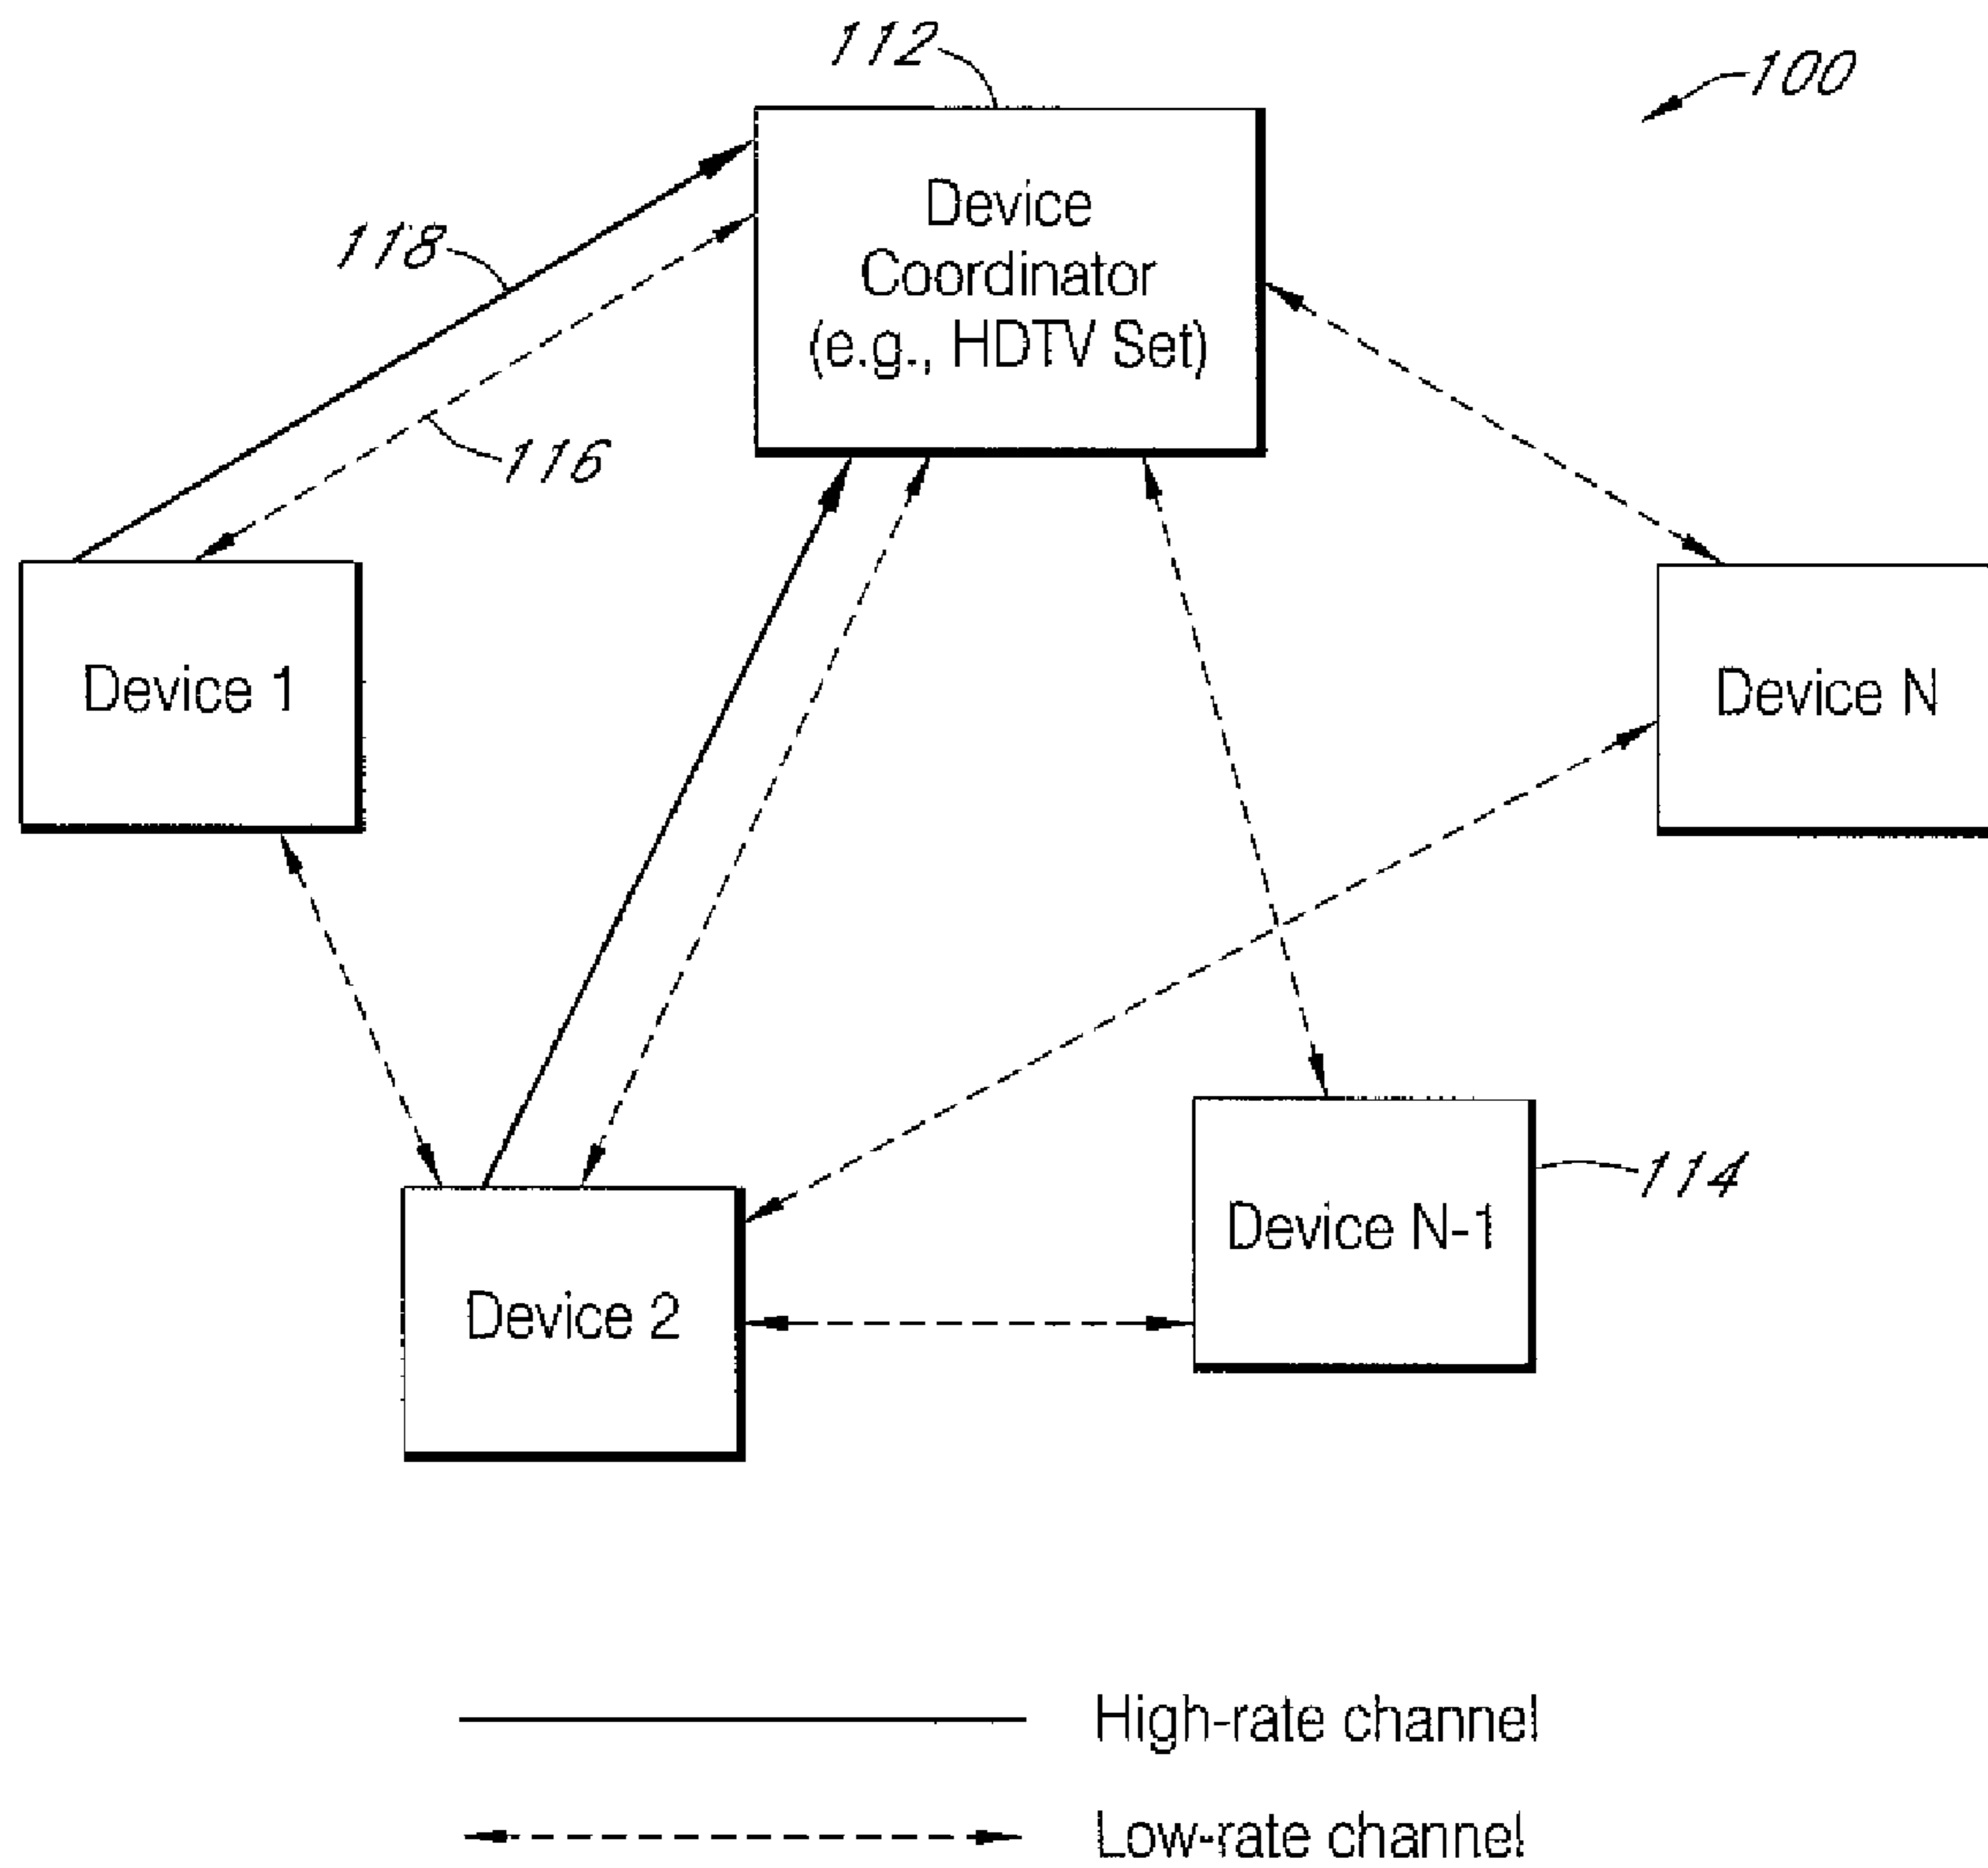 112
100
Device
Coordinator
(e.g., HDTV Set)
118
116
Device 1
Device N
Device N-1
114
Device 2
High-rate channel
Low-rate channel